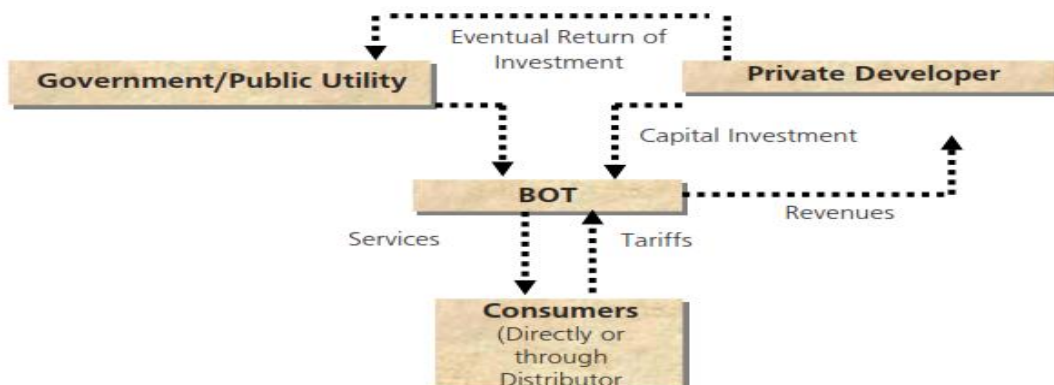 Eventual Return of
Investment
Government/Public Utility
Private Developer
Capital Investment
BOT
Revenues
Services
Tariffs
Consumers
(Directly or
through
Distributor